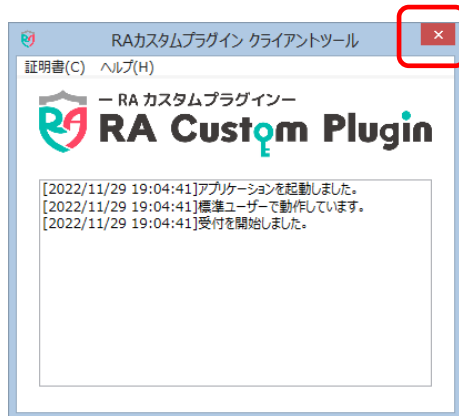 RAカスタムプラグイン クライアントツール
証明書(C) ヘルプ(H)
RA
ー RA カスタムプラグインー
RA Custom Plugin
[2022/11/29 19:04:41]アプリケーションを起動しました。
[2022/11/29 19:04:41]標準ユーザーで動作しています。
[2022/11/29 19:04:41]受付を開始しました。